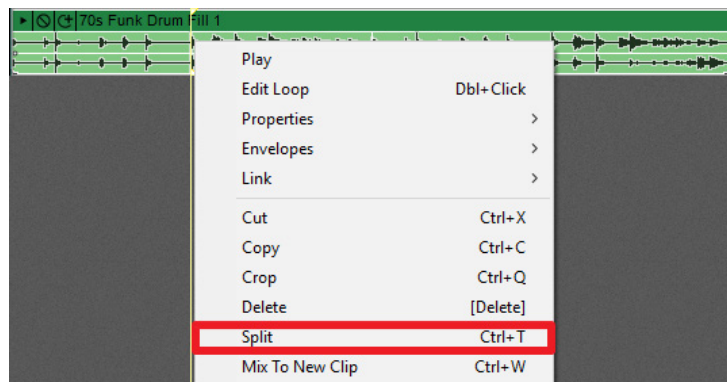 70s Funk Drum Fill 1
Play
Edit Loop Dbl+Click
Properties >
Envelopes >
Link >
Cut Ctrl+X
Copy Ctrl+C
Crop Ctrl+Q
Delete [Delete]
Split Ctrl+T
Mix To New Clip Ctrl+W